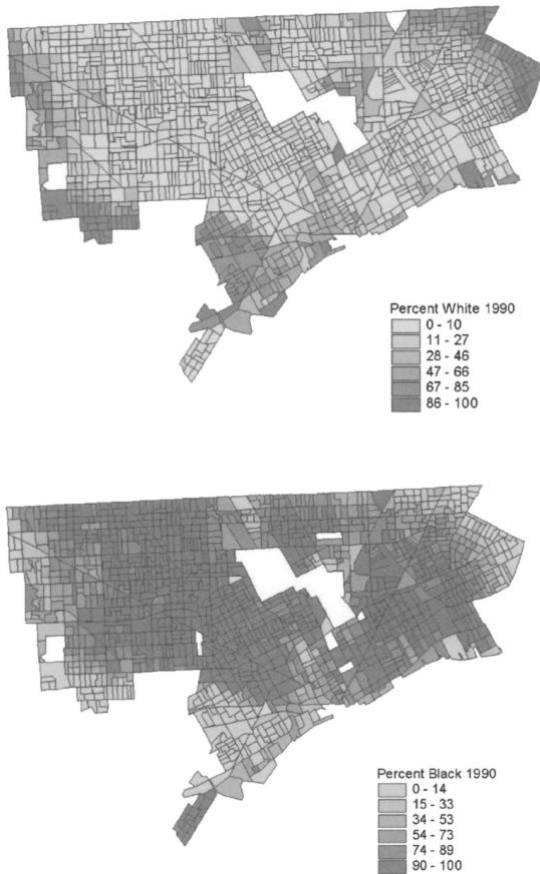 Percent White 1990
0 - 10
11 - 27
28 - 46
47 - 66
67 - 85
86 - 100
Percent Black 1990
0 - 14
15 - 33
34 - 53
54 - 73
74 - 89
90 - 100